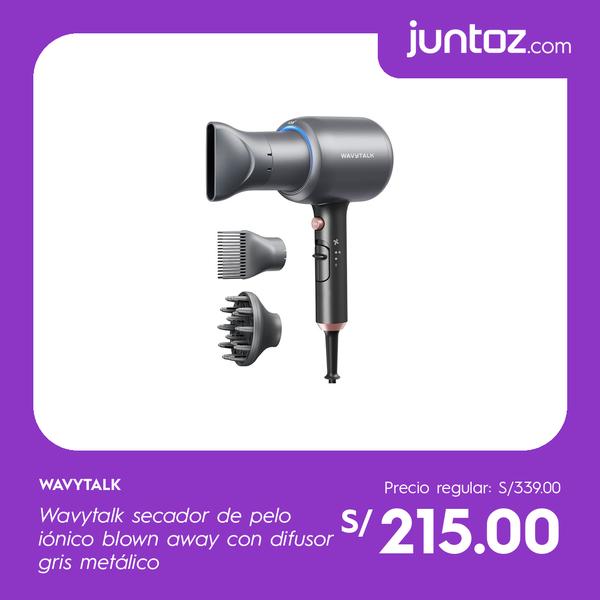 juntoz.com
WAVYTALK
WAVYTALK
Wavytalk secador de pelo
iónico blown away con difusor
gris metálico
Precio regular: S/339.00
S/215.00